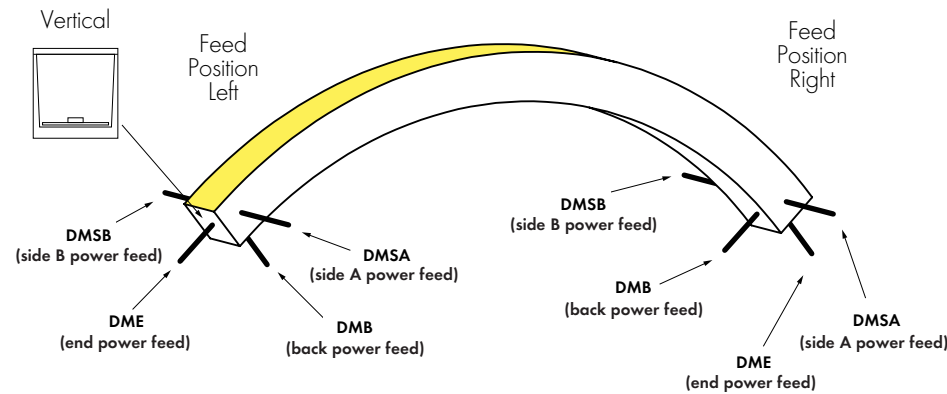 Vertical
Feed
Position
Left
Feed
Position
Right
DMSB
(side B power feed)
DMSA
(side A power feed)
DME
(end power feed)
DMB
(back power feed)
DMSB
(side B power feed)
DMB
(back power feed)
DMSA
(side A power feed)
DME
(end power feed)